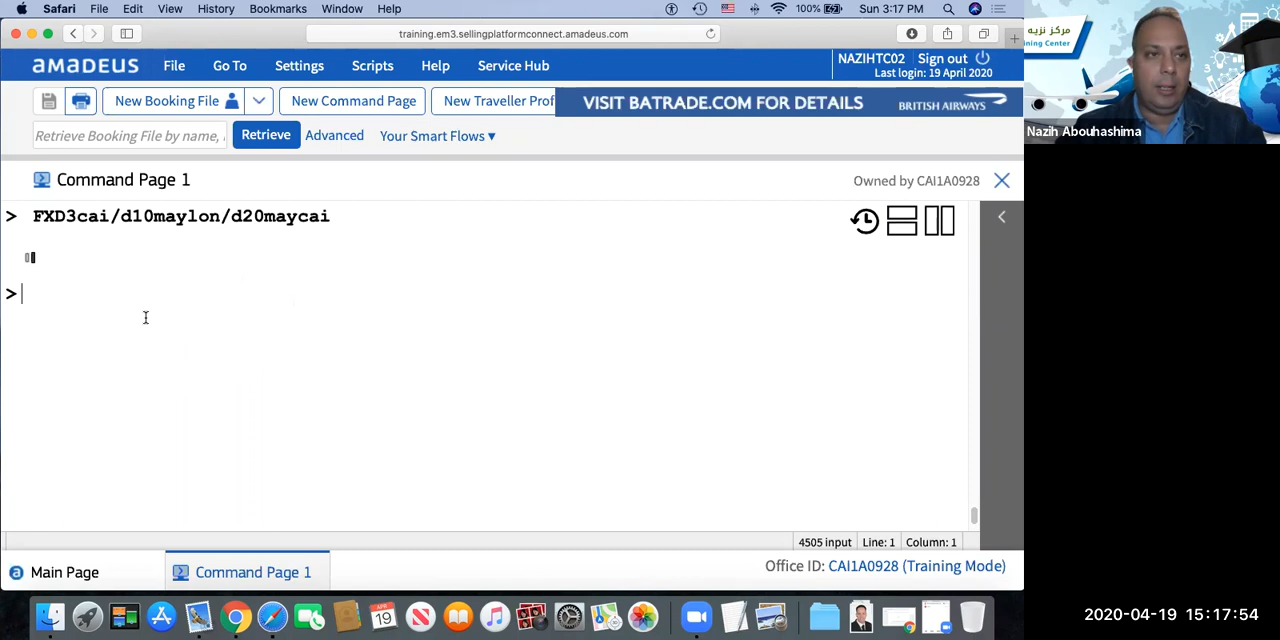 Safari File Edit View History Bookmarks Window Help 100% Sun 3:17 PM
training.em3.sellingplatformconnect.amadeus.com
amadeus File Go To Settings Scripts Help Service Hub NAZIHTC02 Sign out
Last login: 19 April 2020
New Booking File New Command Page New Traveller Prof VISIT BATRADE.COM FOR DETAILS BRITISH AIRWAYS
Retrieve Booking File by name, Retrieve Advanced Your Smart Flows ▾
Command Page 1 Owned by CAI1A0928
> FXD3cai/d10maylon/d20maycai
>
4505 input Line: 1 Column: 1
Main Page Command Page 1 Office ID: CAI1A0928 (Training Mode)
APR
19
مركز نزيه
ining Center
Nazih Abouhashima
2020-04-19 15:17:54